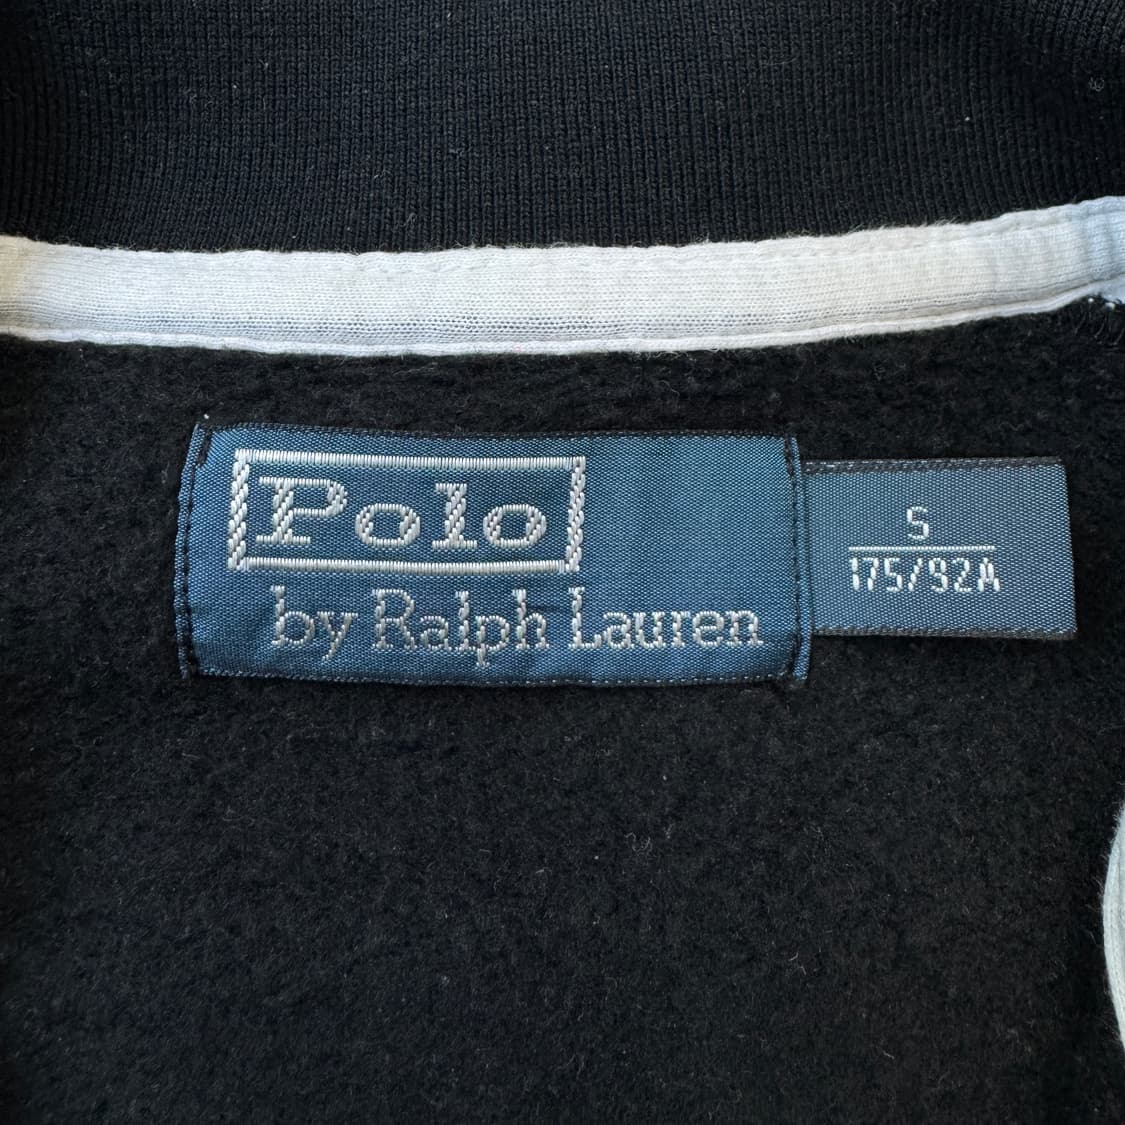 Polo
by Ralph Lauren
S
175/92A